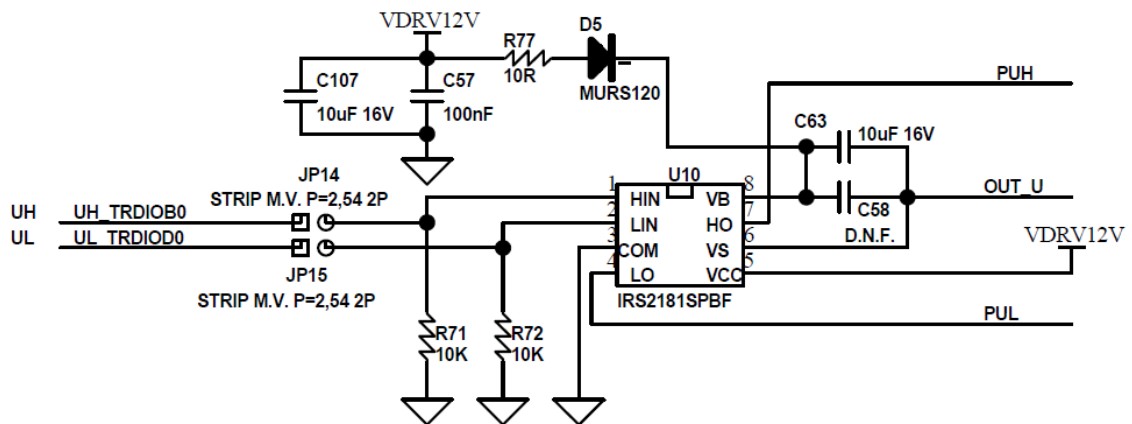 VDRV12V
D5
R77
10R
MURS120
C107
10uF 16V
C57
100nF
PUH
C63
10uF 16V
JP14
STRIP M.V. P=2,54 2P
U10
1
HIN
VB
8
UH
UH_TRDIOB0
2
LIN
HO
7
C58
OUT_U
UL
UL_TRDIOD0
3
COM
VS
6
D.N.F.
VDRV12V
4
LO
VCC
5
JP15
STRIP M.V. P=2,54 2P
IRS2181SPBF
PUL
R71
10K
R72
10K